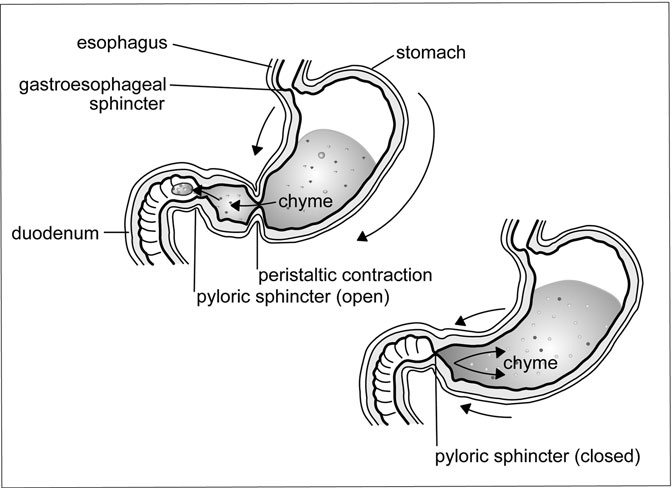 esophagus
stomach
gastroesophageal
sphincter
chyme
duodenum
peristaltic contraction
pyloric sphincter (open)
chyme
pyloric sphincter (closed)